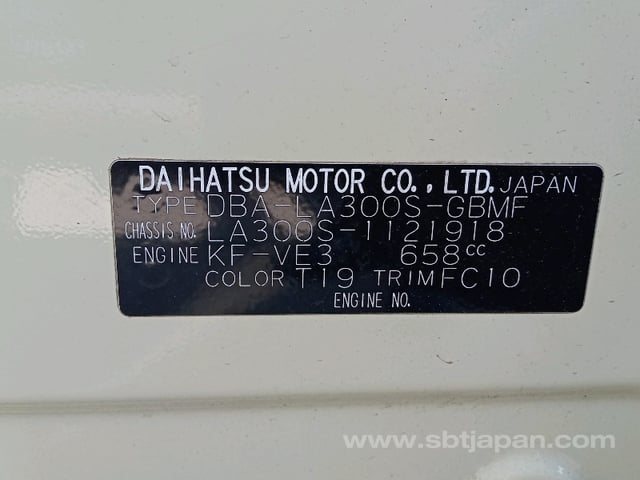 DAIHATSU MOTOR CO., LTD. JAPAN
TYPE DBA-LA300S-GBMF
CHASSIS NO. LA300S-1121918
ENGINE KF-VE3 658cc
COLOR T19 TRIM FC10
ENGINE NO.
www.sbtjapan.com